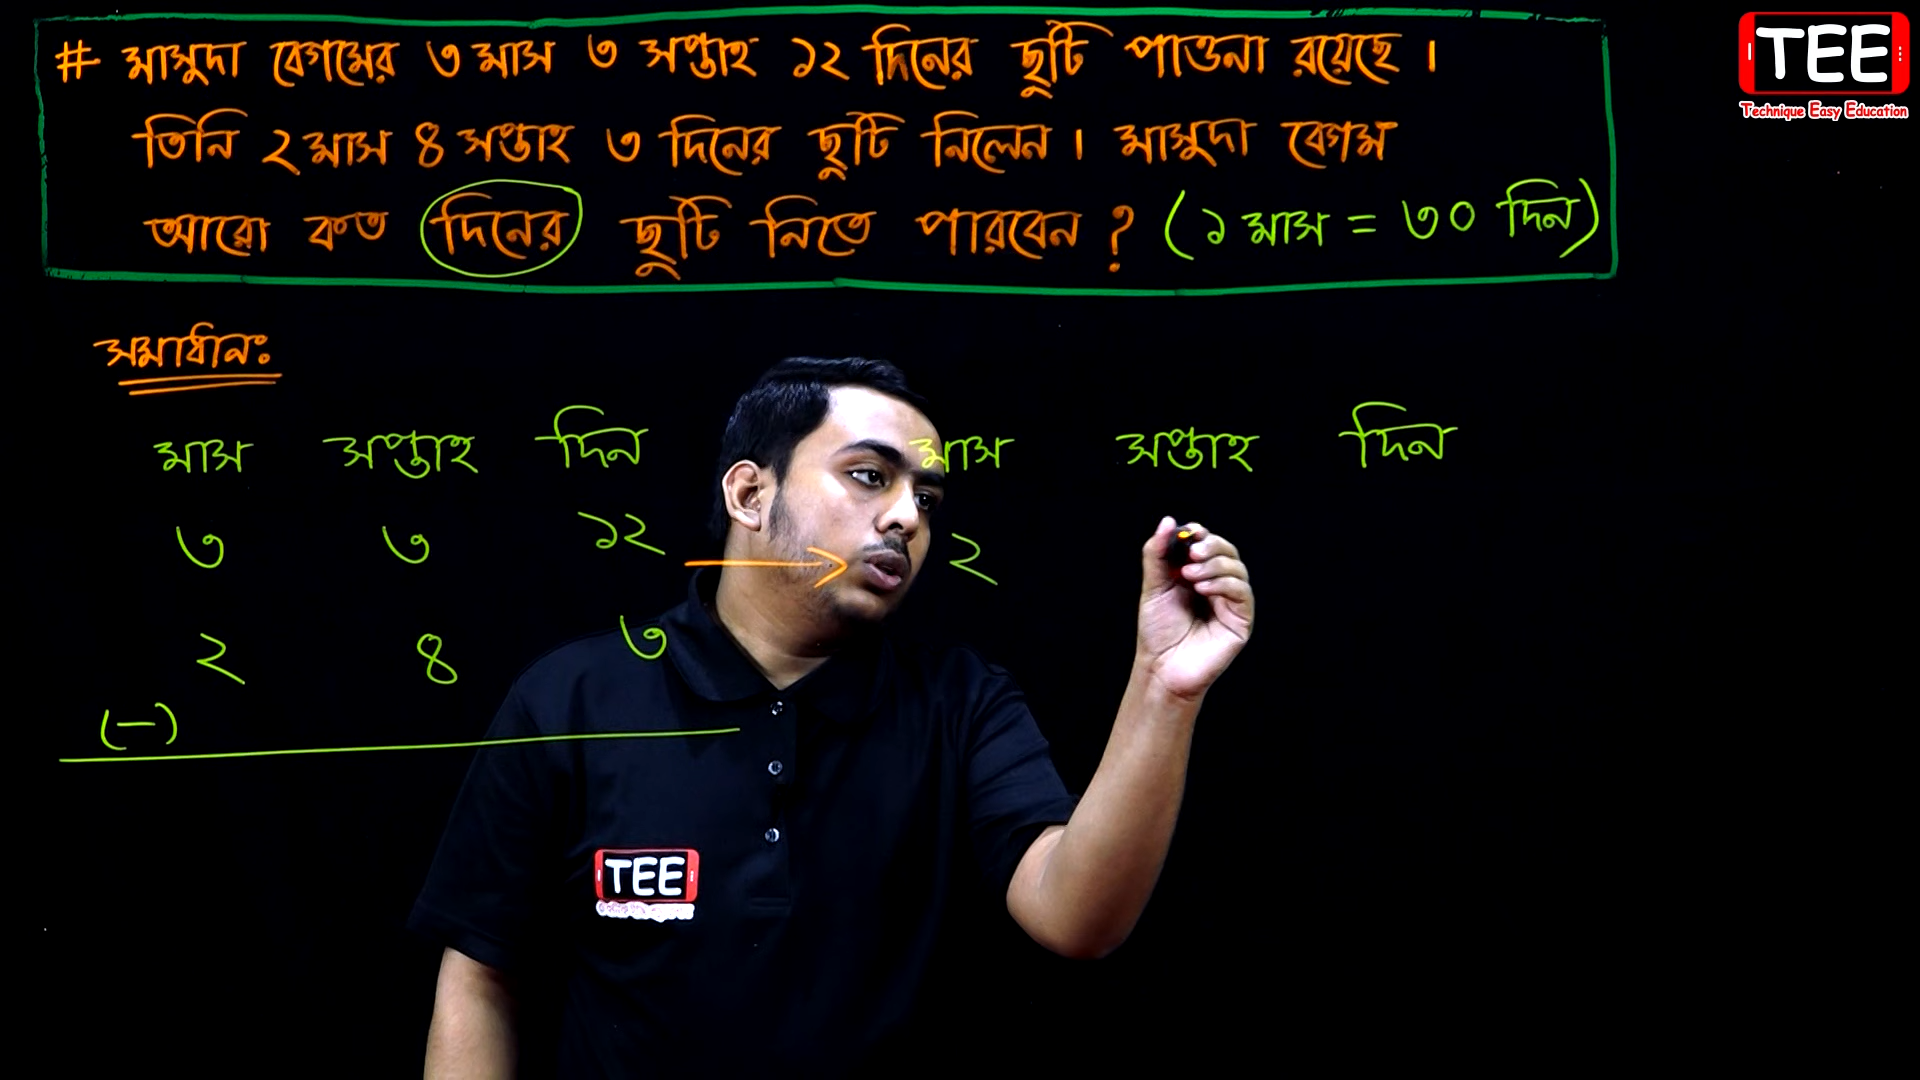 # মাসুদা বেগমের ৩ মাস ৩ সপ্তাহ ১২ দিনের ছুটি পাওনা রয়েছে ।
তিনি ২ মাস ৪ সপ্তাহ ৩ দিনের ছুটি নিলেন । মাসুদা বেগম
আরো কত দিনের ছুটি নিতে পারবেন ? (১ মাস = ৩০ দিন)
TEE
Technique Easy Education
সমাধানঃ
মাস সপ্তাহ দিন মাস সপ্তাহ দিন
৩ ৩ ১২ → ২
২ ৪ ৩
(−)
TEE